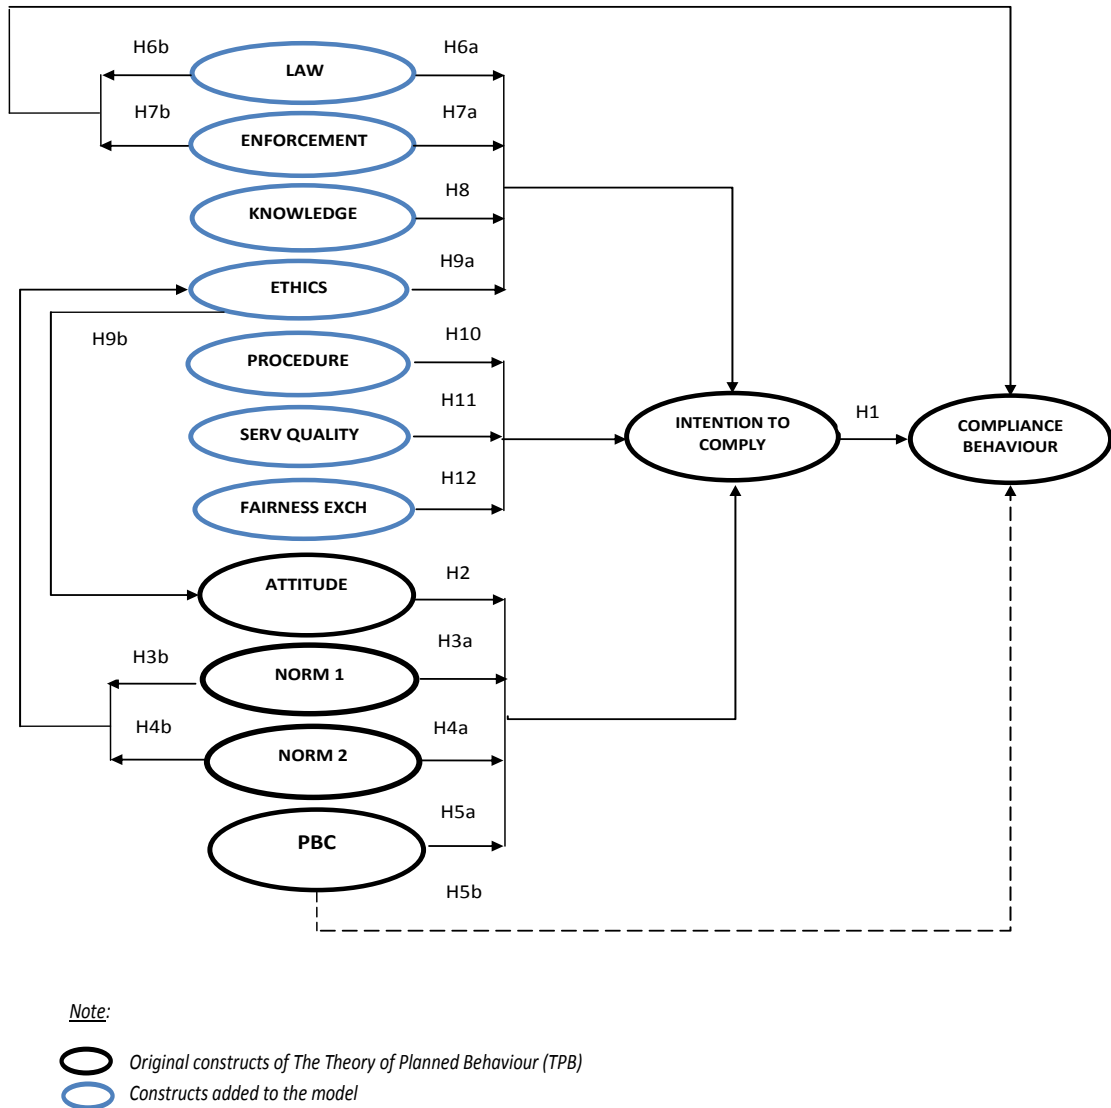 H6b
LAW
H6a
H7b
ENFORCEMENT
H7a
KNOWLEDGE
H8
ETHICS
H9a
H9b
PROCEDURE
H10
SERV QUALITY
H11
FAIRNESS EXCH
H12
INTENTION TO
COMPLY
H1
COMPLIANCE
BEHAVIOUR
ATTITUDE
H2
H3b
NORM 1
H3a
H4b
NORM 2
H4a
PBC
H5a
H5b
Note:
Original constructs of The Theory of Planned Behaviour (TPB)
Constructs added to the model